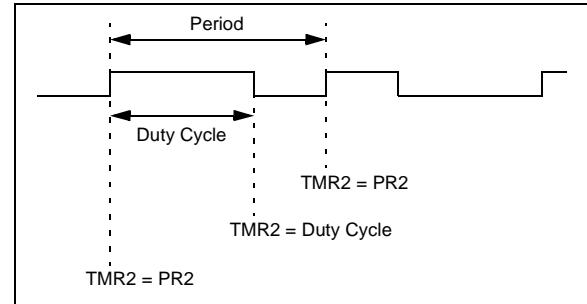 Period
Duty Cycle
TMR2 = PR2
TMR2 = Duty Cycle
TMR2 = PR2